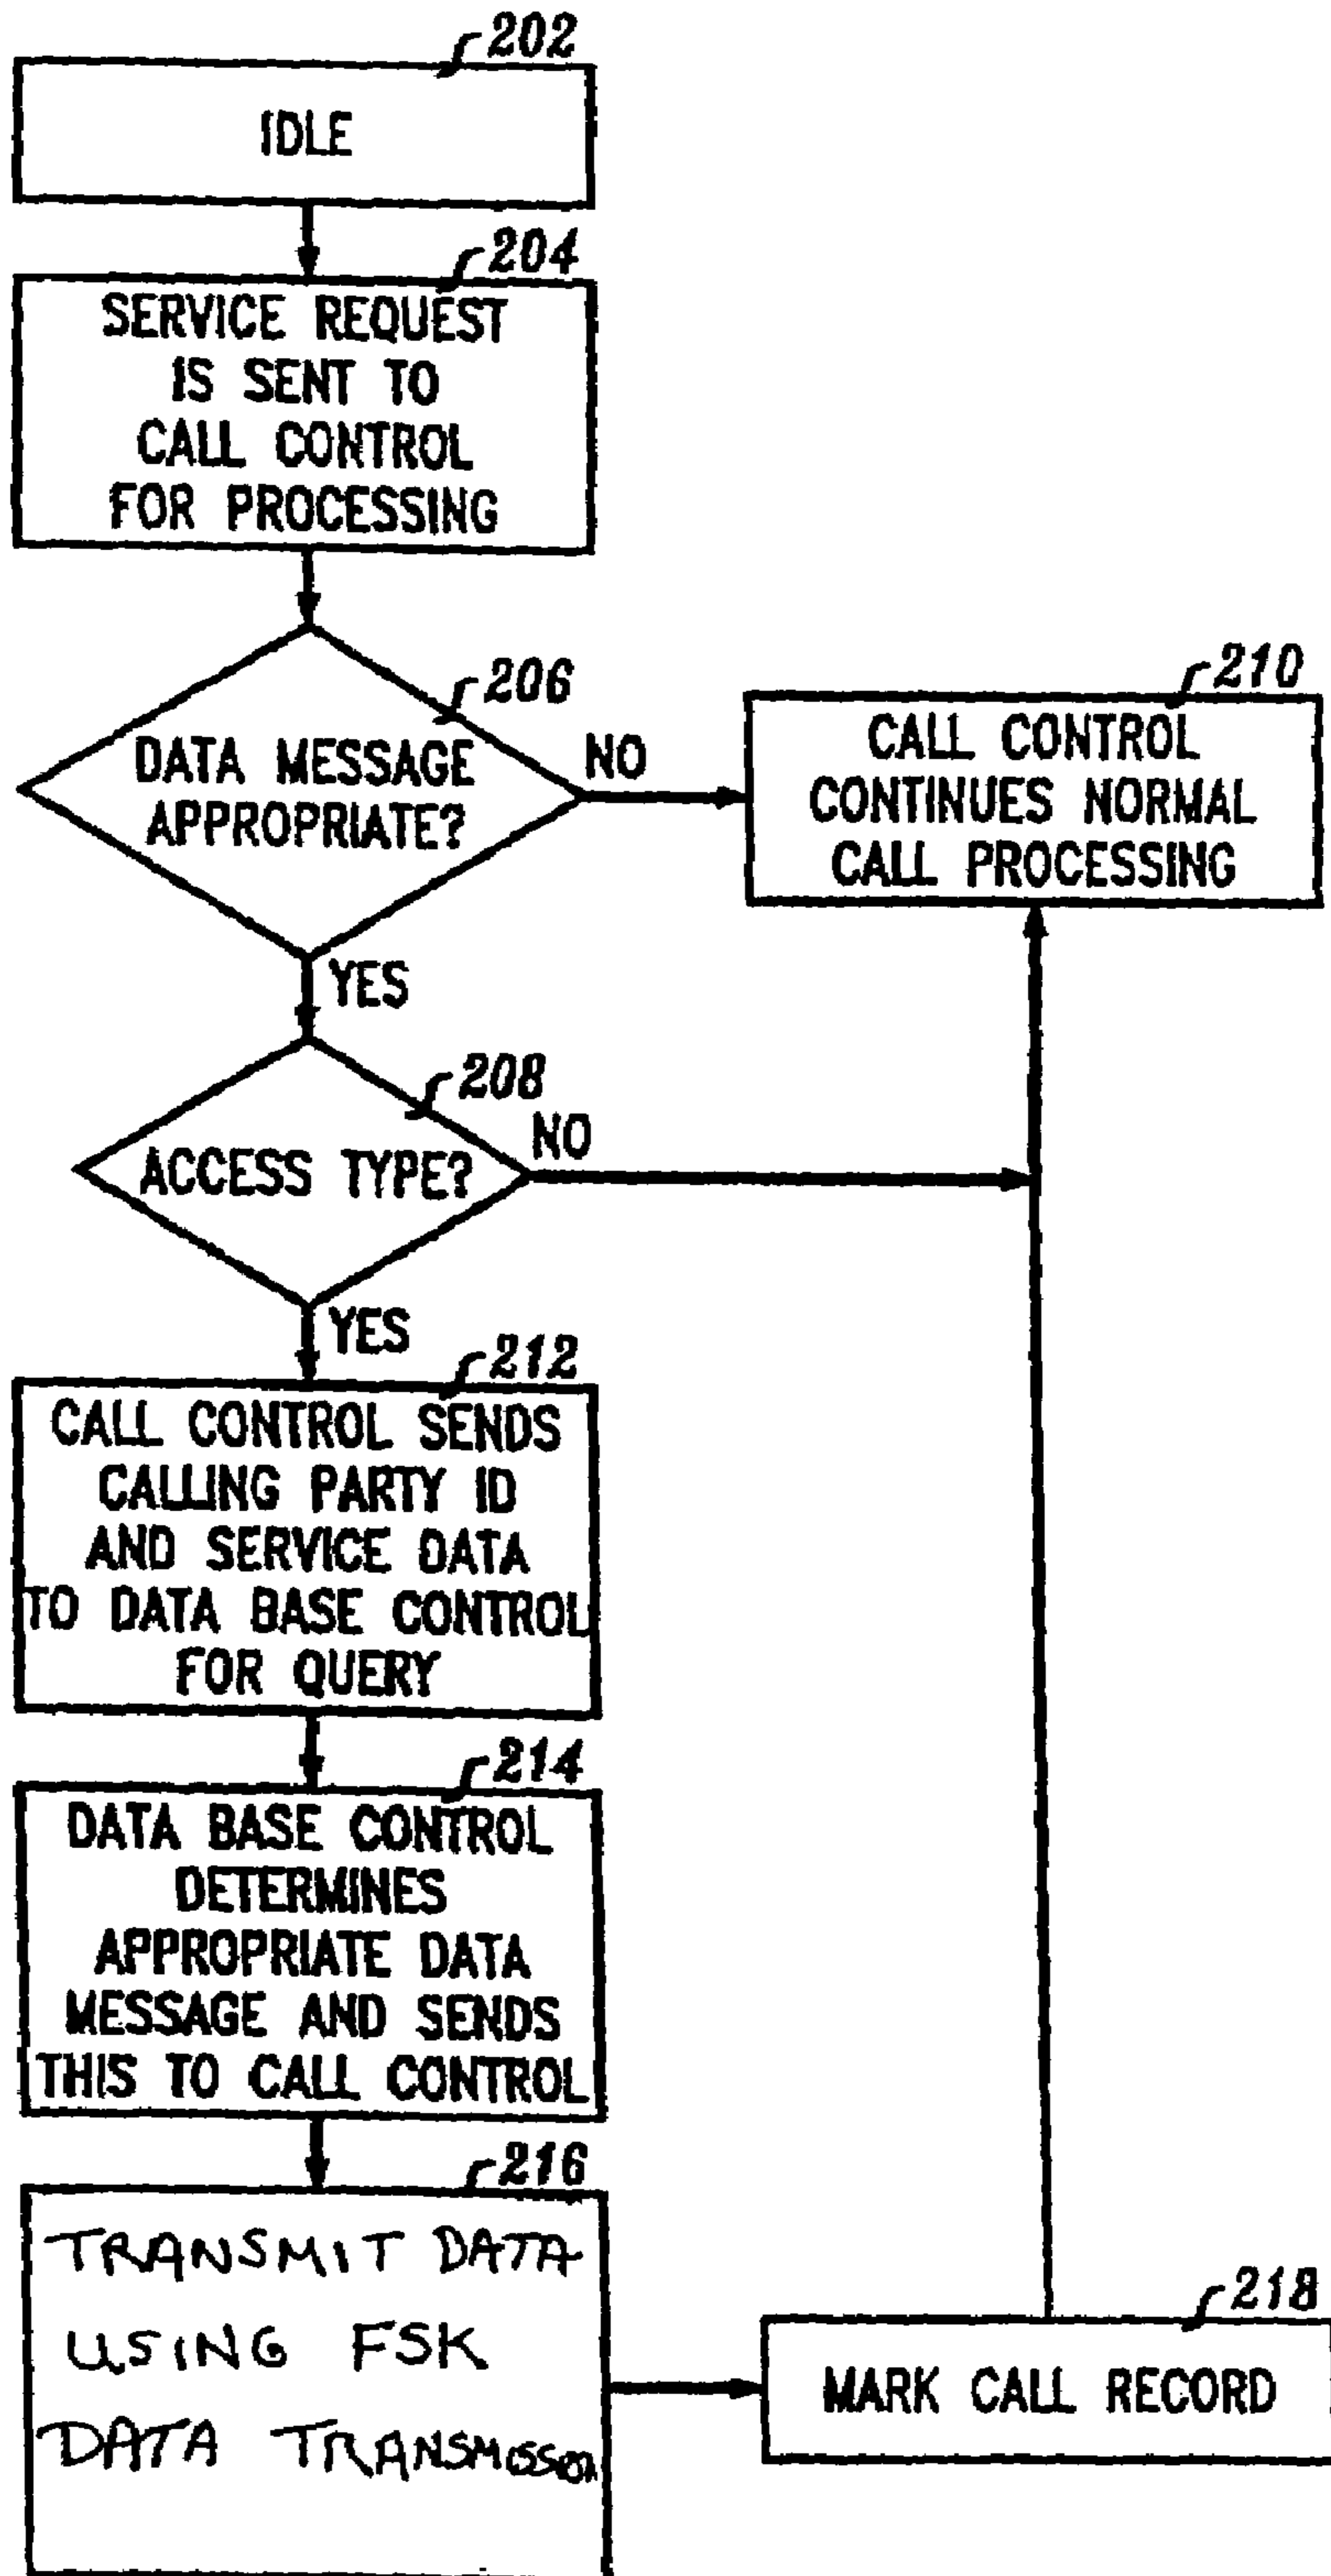 202
IDLE
204
SERVICE REQUEST
IS SENT TO
CALL CONTROL
FOR PROCESSING
206
DATA MESSAGE
APPROPRIATE?
NO
210
CALL CONTROL
CONTINUES NORMAL
CALL PROCESSING
YES
208
ACCESS TYPE?
NO
YES
212
CALL CONTROL SENDS
CALLING PARTY ID
AND SERVICE DATA
TO DATA BASE CONTROL
FOR QUERY
214
DATA BASE CONTROL
DETERMINES
APPROPRIATE DATA
MESSAGE AND SENDS
THIS TO CALL CONTROL
216
TRANSMIT DATA
USING FSK
DATA TRANSMISSION
218
MARK CALL RECORD